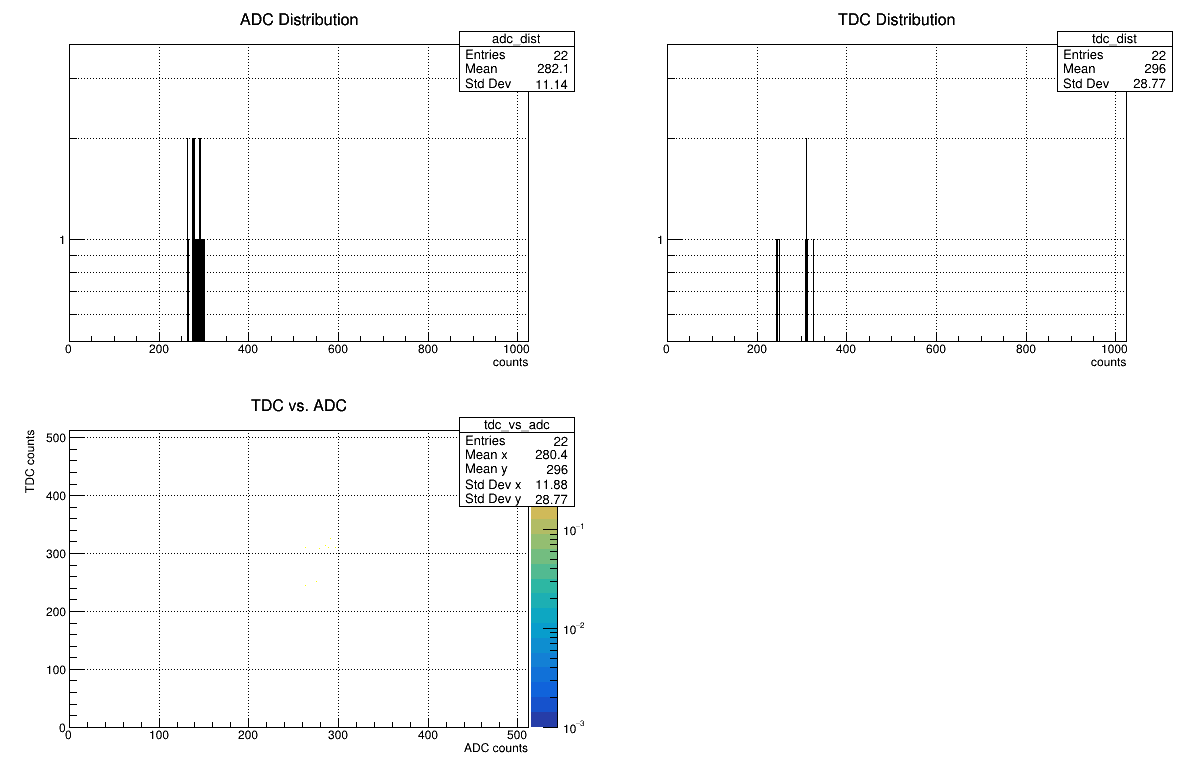 ADC Distribution
adc_dist
Entries 22
Mean 282.1
Std Dev 11.14
1
0 200 400 600 800 1000
counts
TDC Distribution
tdc_dist
Entries 22
Mean 296
Std Dev 28.77
1
0 200 400 600 800 1000
counts
TDC vs. ADC
tdc_vs_adc
Entries 22
Mean x 280.4
Mean y 296
Std Dev x 11.88
Std Dev y 28.77
TDC counts
500
400
300
200
100
0
0 100 200 300 400 500
ADC counts
10⁻¹
10⁻²
10⁻³